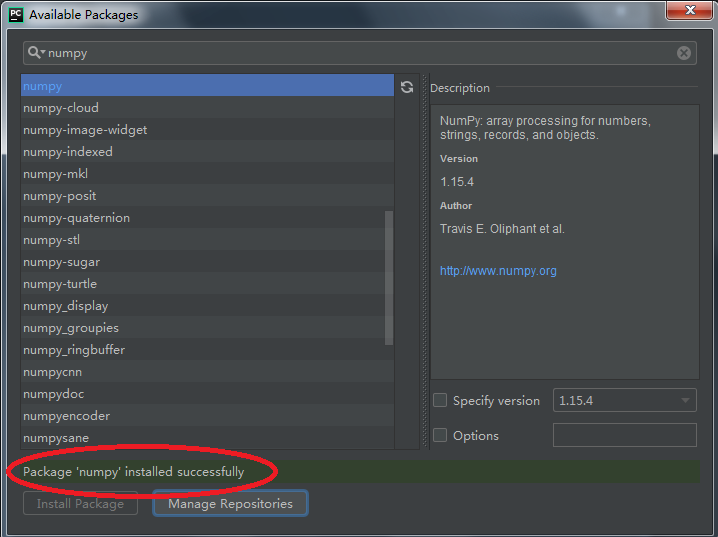 PC
Available Packages
numpy
numpy
numpy-cloud
numpy-image-widget
numpy-indexed
numpy-mkl
numpy-posit
numpy-quaternion
numpy-stl
numpy-sugar
numpy-turtle
numpy_display
numpy_groupies
numpy_ringbuffer
numpycnn
numpydoc
numpyencoder
numpysane
Description
NumPy: array processing for numbers,
strings, records, and objects.
Version
1.15.4
Author
Travis E. Oliphant et al.
http://www.numpy.org
Specify version 1.15.4
Options
Package 'numpy' installed successfully
Install Package Manage Repositories